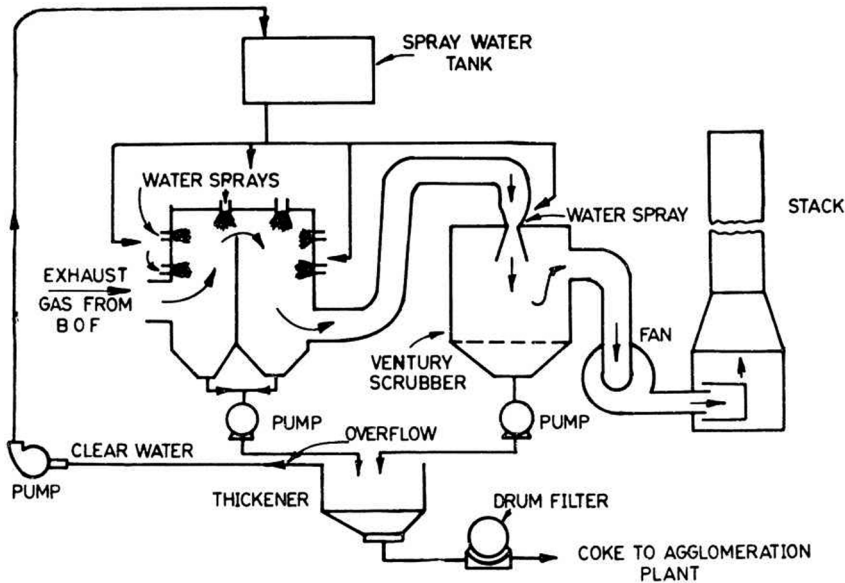 SPRAY WATER
TANK
WATER SPRAYS
WATER SPRAY
STACK
EXHAUST
GAS FROM
BOF
FAN
VENTURY
SCRUBBER
PUMP
PUMP
OVERFLOW
CLEAR WATER
PUMP
THICKENER
DRUM FILTER
COKE TO AGGLOMERATION
PLANT